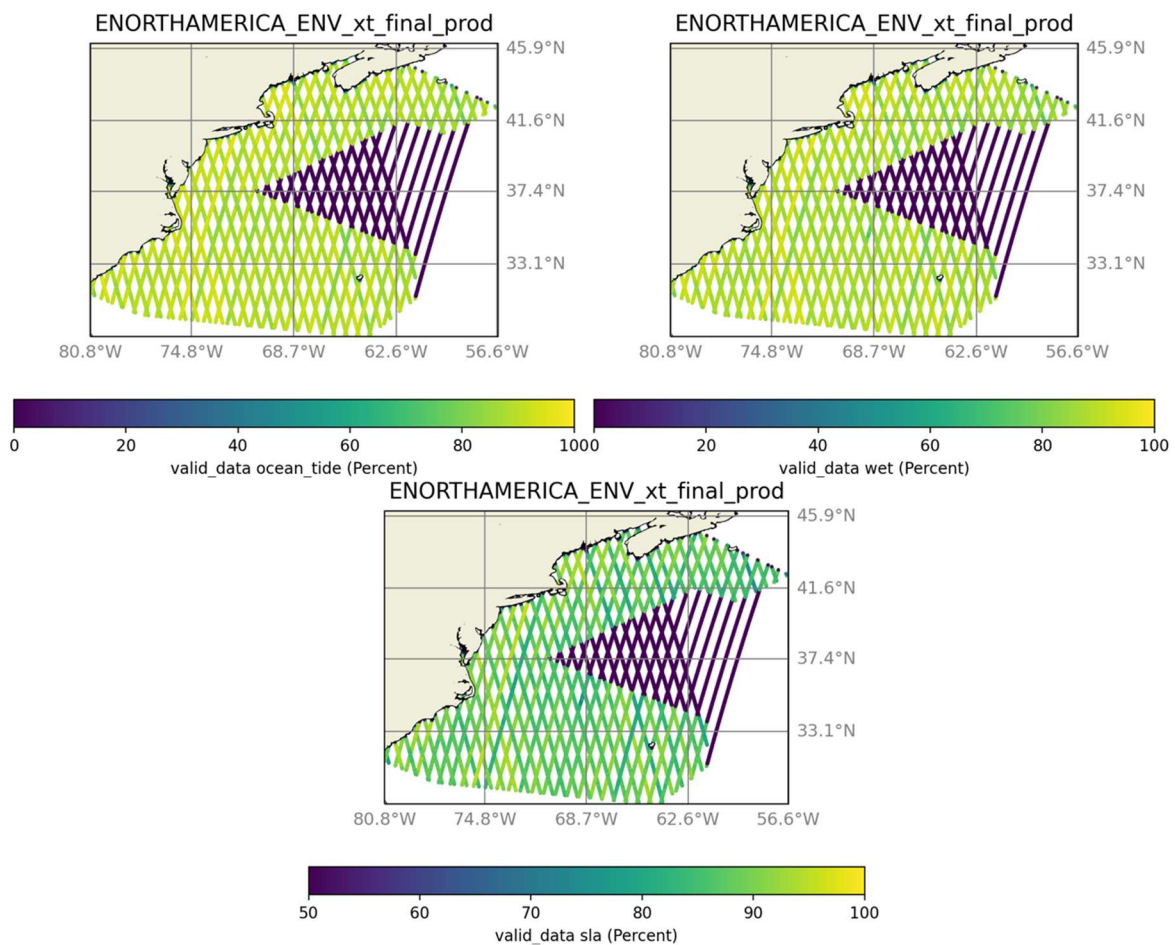 ENORTHAMERICA_ENV_xt_final_prod
45.9°N
41.6°N
37.4°N
33.1°N
80.8°W 74.8°W 68.7°W 62.6°W 56.6°W
0 20 40 60 80 100
valid_data ocean_tide (Percent)
ENORTHAMERICA_ENV_xt_final_prod
45.9°N
41.6°N
37.4°N
33.1°N
80.8°W 74.8°W 68.7°W 62.6°W 56.6°W
0 20 40 60 80 100
valid_data wet (Percent)
ENORTHAMERICA_ENV_xt_final_prod
45.9°N
41.6°N
37.4°N
33.1°N
80.8°W 74.8°W 68.7°W 62.6°W 56.6°W
50 60 70 80 90 100
valid_data sla (Percent)